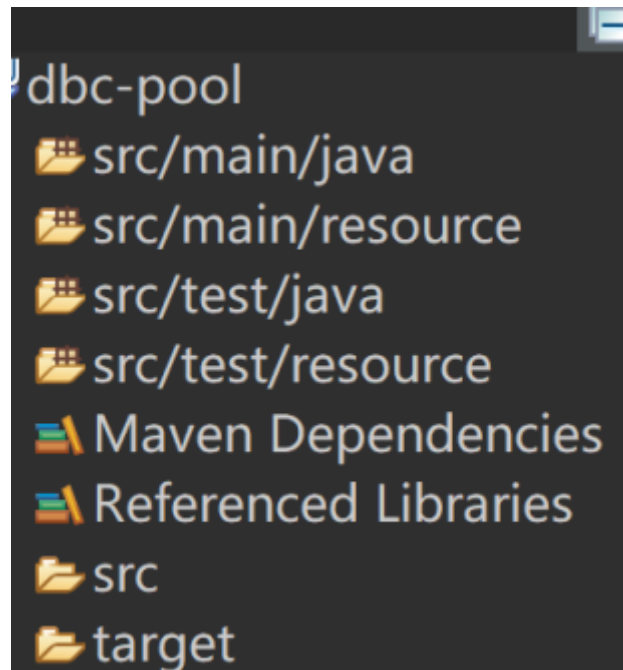 dbc-pool
src/main/java
src/main/resource
src/test/java
src/test/resource
Maven Dependencies
Referenced Libraries
src
target